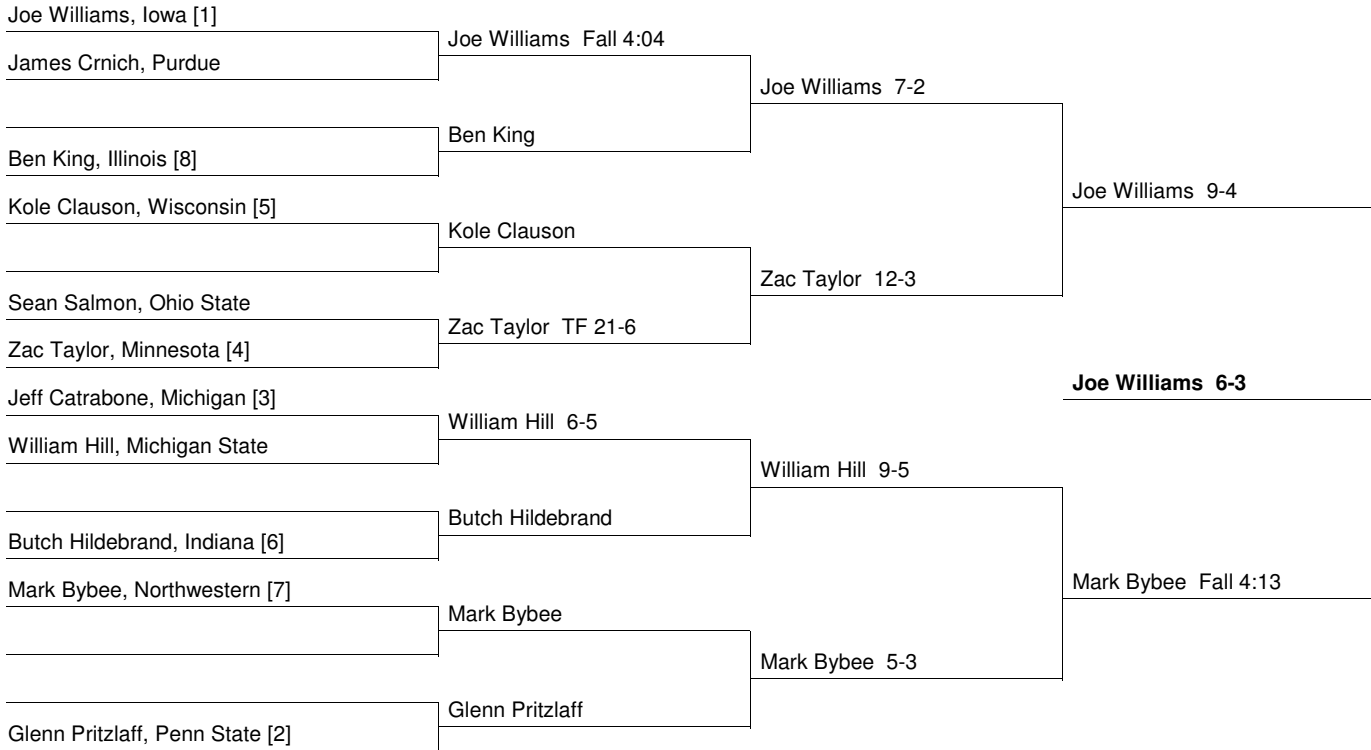 Joe Williams, Iowa [1]
James Crnich, Purdue
Ben King, Illinois [8]
Kole Clauson, Wisconsin [5]
Sean Salmon, Ohio State
Zac Taylor, Minnesota [4]
Jeff Catrabone, Michigan [3]
William Hill, Michigan State
Butch Hildebrand, Indiana [6]
Mark Bybee, Northwestern [7]
Glenn Pritzlaff, Penn State [2]
Joe Williams Fall 4:04
Ben King
Kole Clauson
Zac Taylor TF 21-6
William Hill 6-5
Butch Hildebrand
Mark Bybee
Glenn Pritzlaff
Joe Williams 7-2
Zac Taylor 12-3
William Hill 9-5
Mark Bybee 5-3
Joe Williams 9-4
Joe Williams 6-3
Mark Bybee Fall 4:13